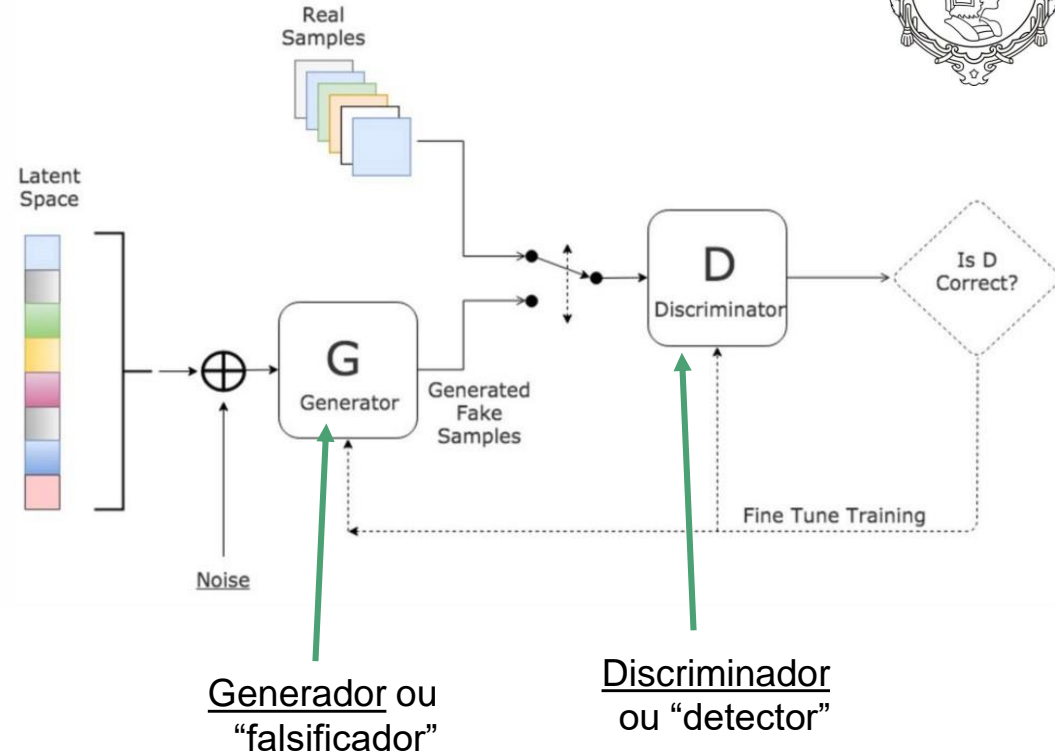 Real
Samples
Latent
Space
D
Discriminator
Is D
Correct?
G
Generator
Generated
Fake
Samples
Fine Tune Training
Noise
Generador ou
“falsificador”
Discriminador
ou “detector”